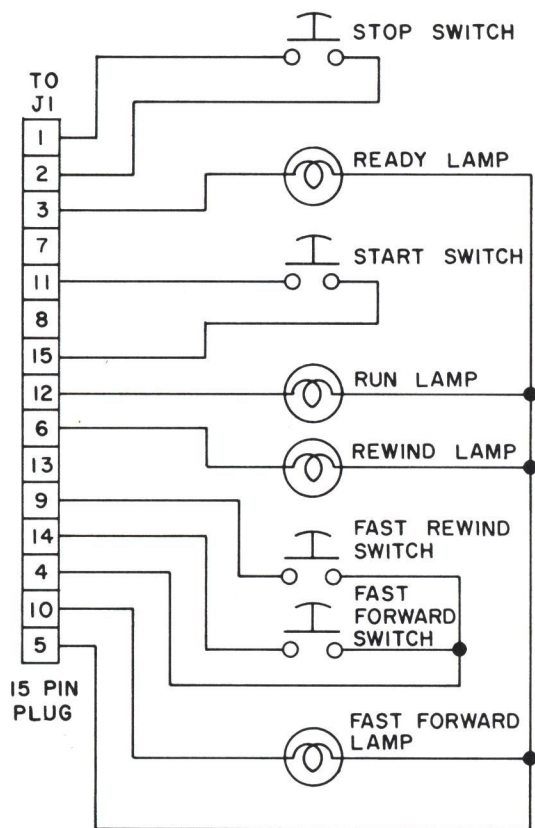 STOP SWITCH
TO
J1
1
2
READY LAMP
3
7
START SWITCH
11
8
15
RUN LAMP
12
6
REWIND LAMP
13
9
FAST REWIND
SWITCH
14
4
FAST
FORWARD
SWITCH
10
5
15 PIN
PLUG
FAST FORWARD
LAMP